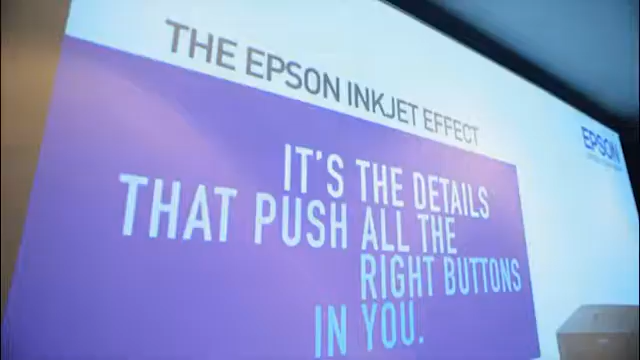 THE EPSON INKJET EFFECT
EPSON
IT'S THE DETAILS
THAT PUSH ALL THE
RIGHT BUTTONS
IN YOU.